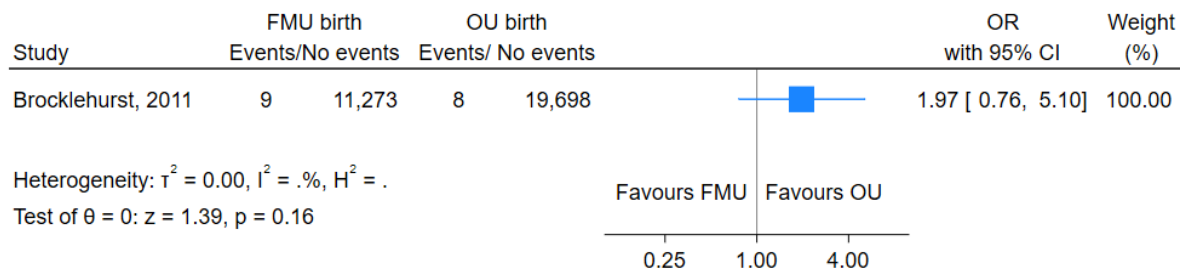 FMU birth OU birth OR Weight
Study Events/No events Events/ No events with 95% CI (%)
Brocklehurst, 2011 9 11,273 8 19,698 1.97 [ 0.76, 5.10] 100.00
Heterogeneity: τ² = 0.00, I² = .%, H² = .
Favours FMU Favours OU
Test of θ = 0: z = 1.39, p = 0.16
0.25 1.00 4.00